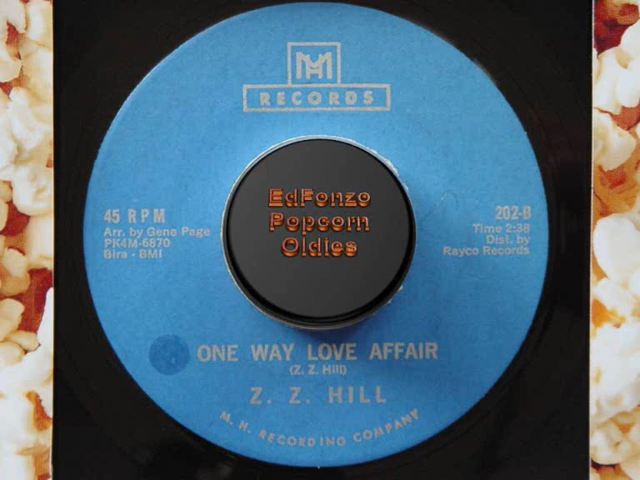 MH
RECORDS
45 RPM
Arr. by Gene Page
PK4M-6870
Bira - BMI
EdFonzo
Popcorn
Oldies
202-B
Time 2:38
Dist. by
Rayco Records
ONE WAY LOVE AFFAIR
(Z. Z. Hill)
Z. Z. HILL
M. H. RECORDING COMPANY